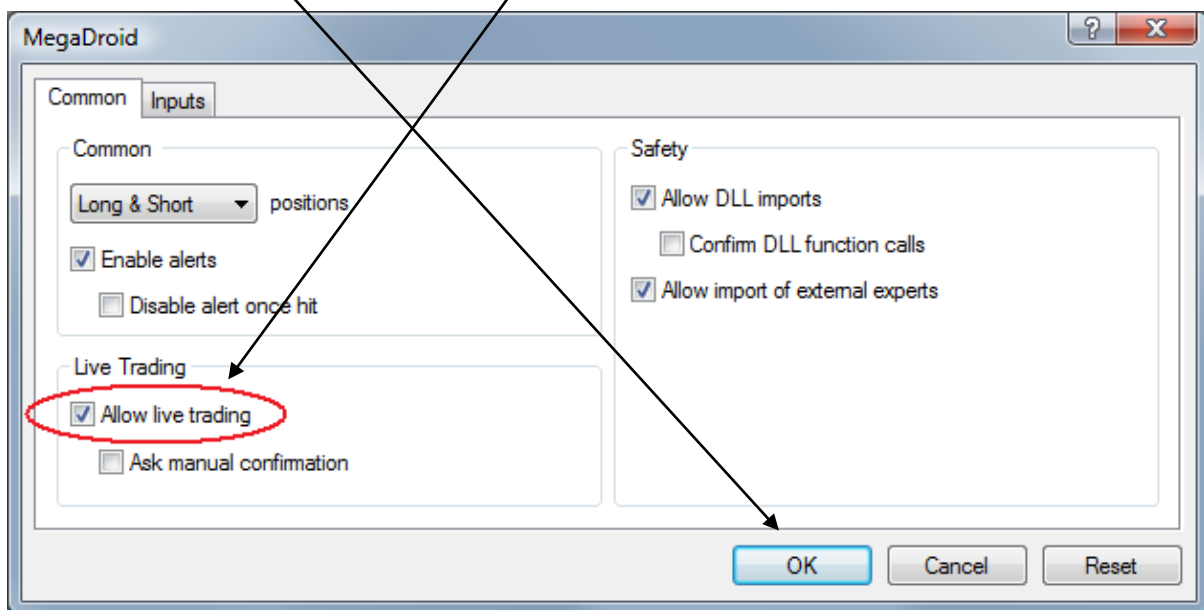 MegaDroid
?
X
Common
Inputs
Common
Long & Short
positions
Enable alerts
Disable alert once hit
Live Trading
Allow live trading
Ask manual confirmation
Safety
Allow DLL imports
Confirm DLL function calls
Allow import of external experts
OK
Cancel
Reset